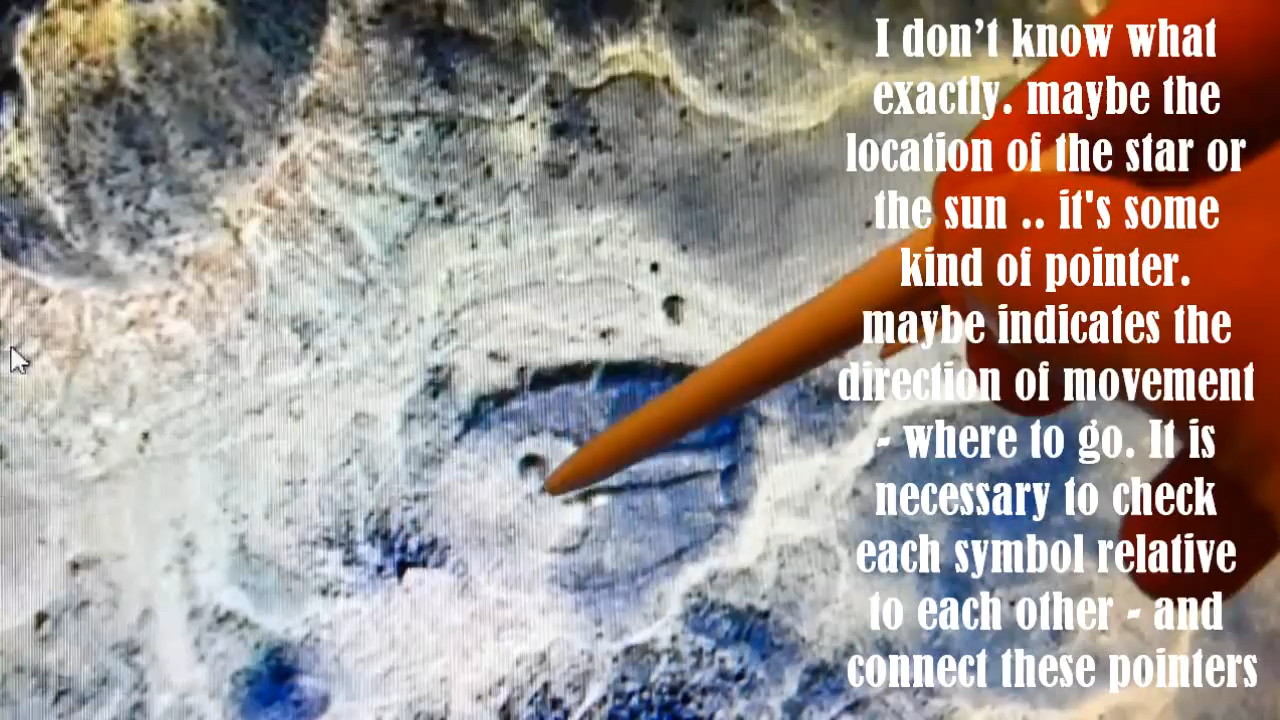 I don't know what
exactly. maybe the
location of the star or
the sun .. it's some
kind of pointer.
maybe indicates the
direction of movement
- where to go. It is
necessary to check
each symbol relative
to each other - and
connect these pointers